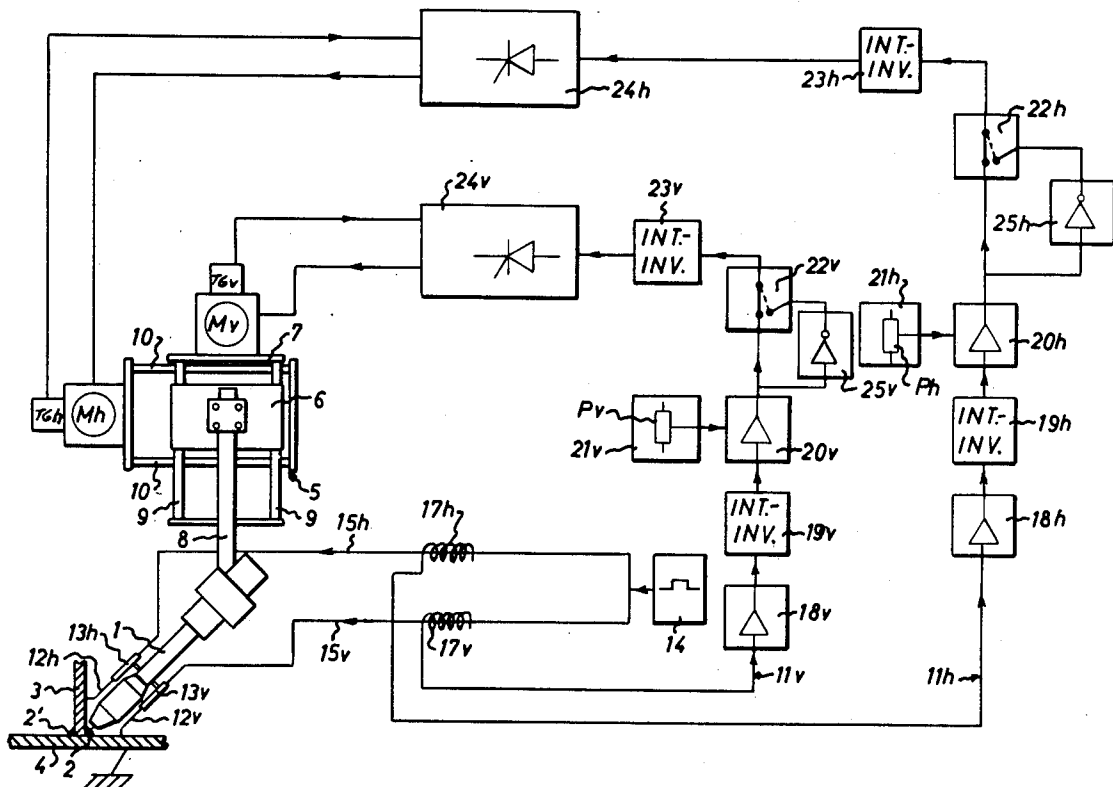 24h
INT.-
INV.
23h
22h
25h
24v
23v
INT.-
INV.
22v
25v
21h
Ph
20h
TGv
Mv
7
10
6
TGh
Mh
10
5
9
9
8
Pv
21v
20v
INT.-
INV.
19h
INT.-
INV.
19v
18h
15h
17h
14
18v
15v
17v
11v
11h
13h
1
12h
3
13v
12v
2'
4
2